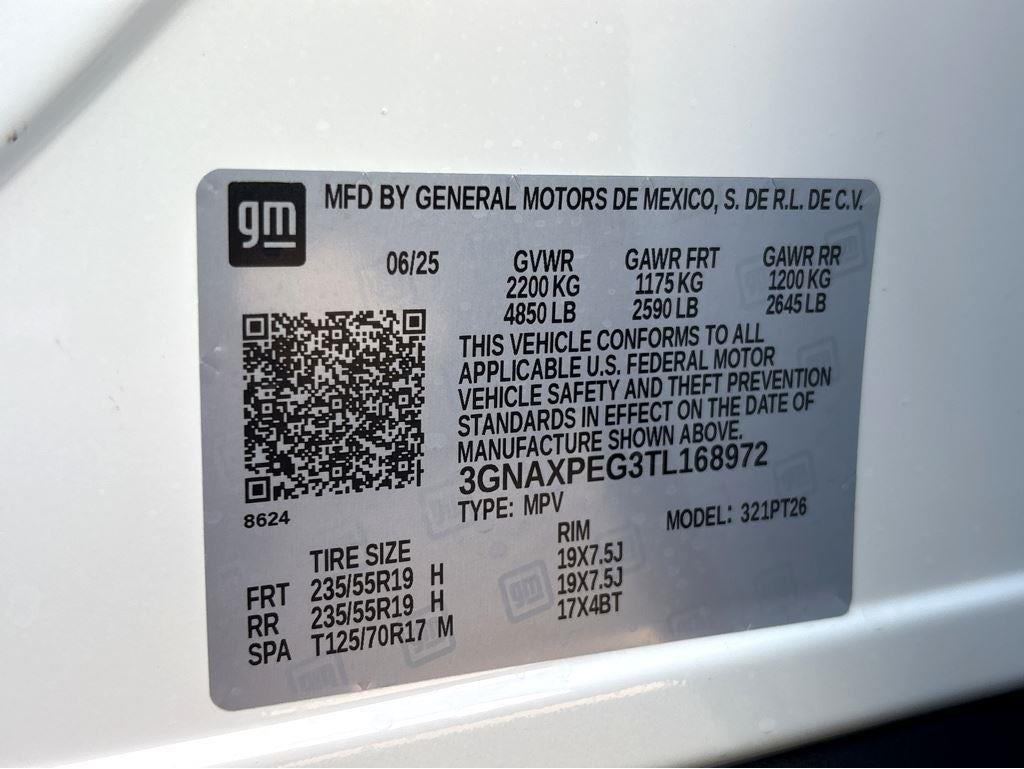 gm
MFD BY GENERAL MOTORS DE MEXICO, S. DE R.L. DE C.V.
06/25 GVWR GAWR FRT GAWR RR
2200 KG 1175 KG 1200 KG
4850 LB 2590 LB 2645 LB
THIS VEHICLE CONFORMS TO ALL
APPLICABLE U.S. FEDERAL MOTOR
VEHICLE SAFETY AND THEFT PREVENTION
STANDARDS IN EFFECT ON THE DATE OF
MANUFACTURE SHOWN ABOVE.
3GNAXPEG3TL168972
TYPE: MPV MODEL: 321PT26
8624
TIRE SIZE RIM
FRT 235/55R19 H 19X7.5J
RR 235/55R19 H 19X7.5J
SPA T125/70R17 M 17X4BT